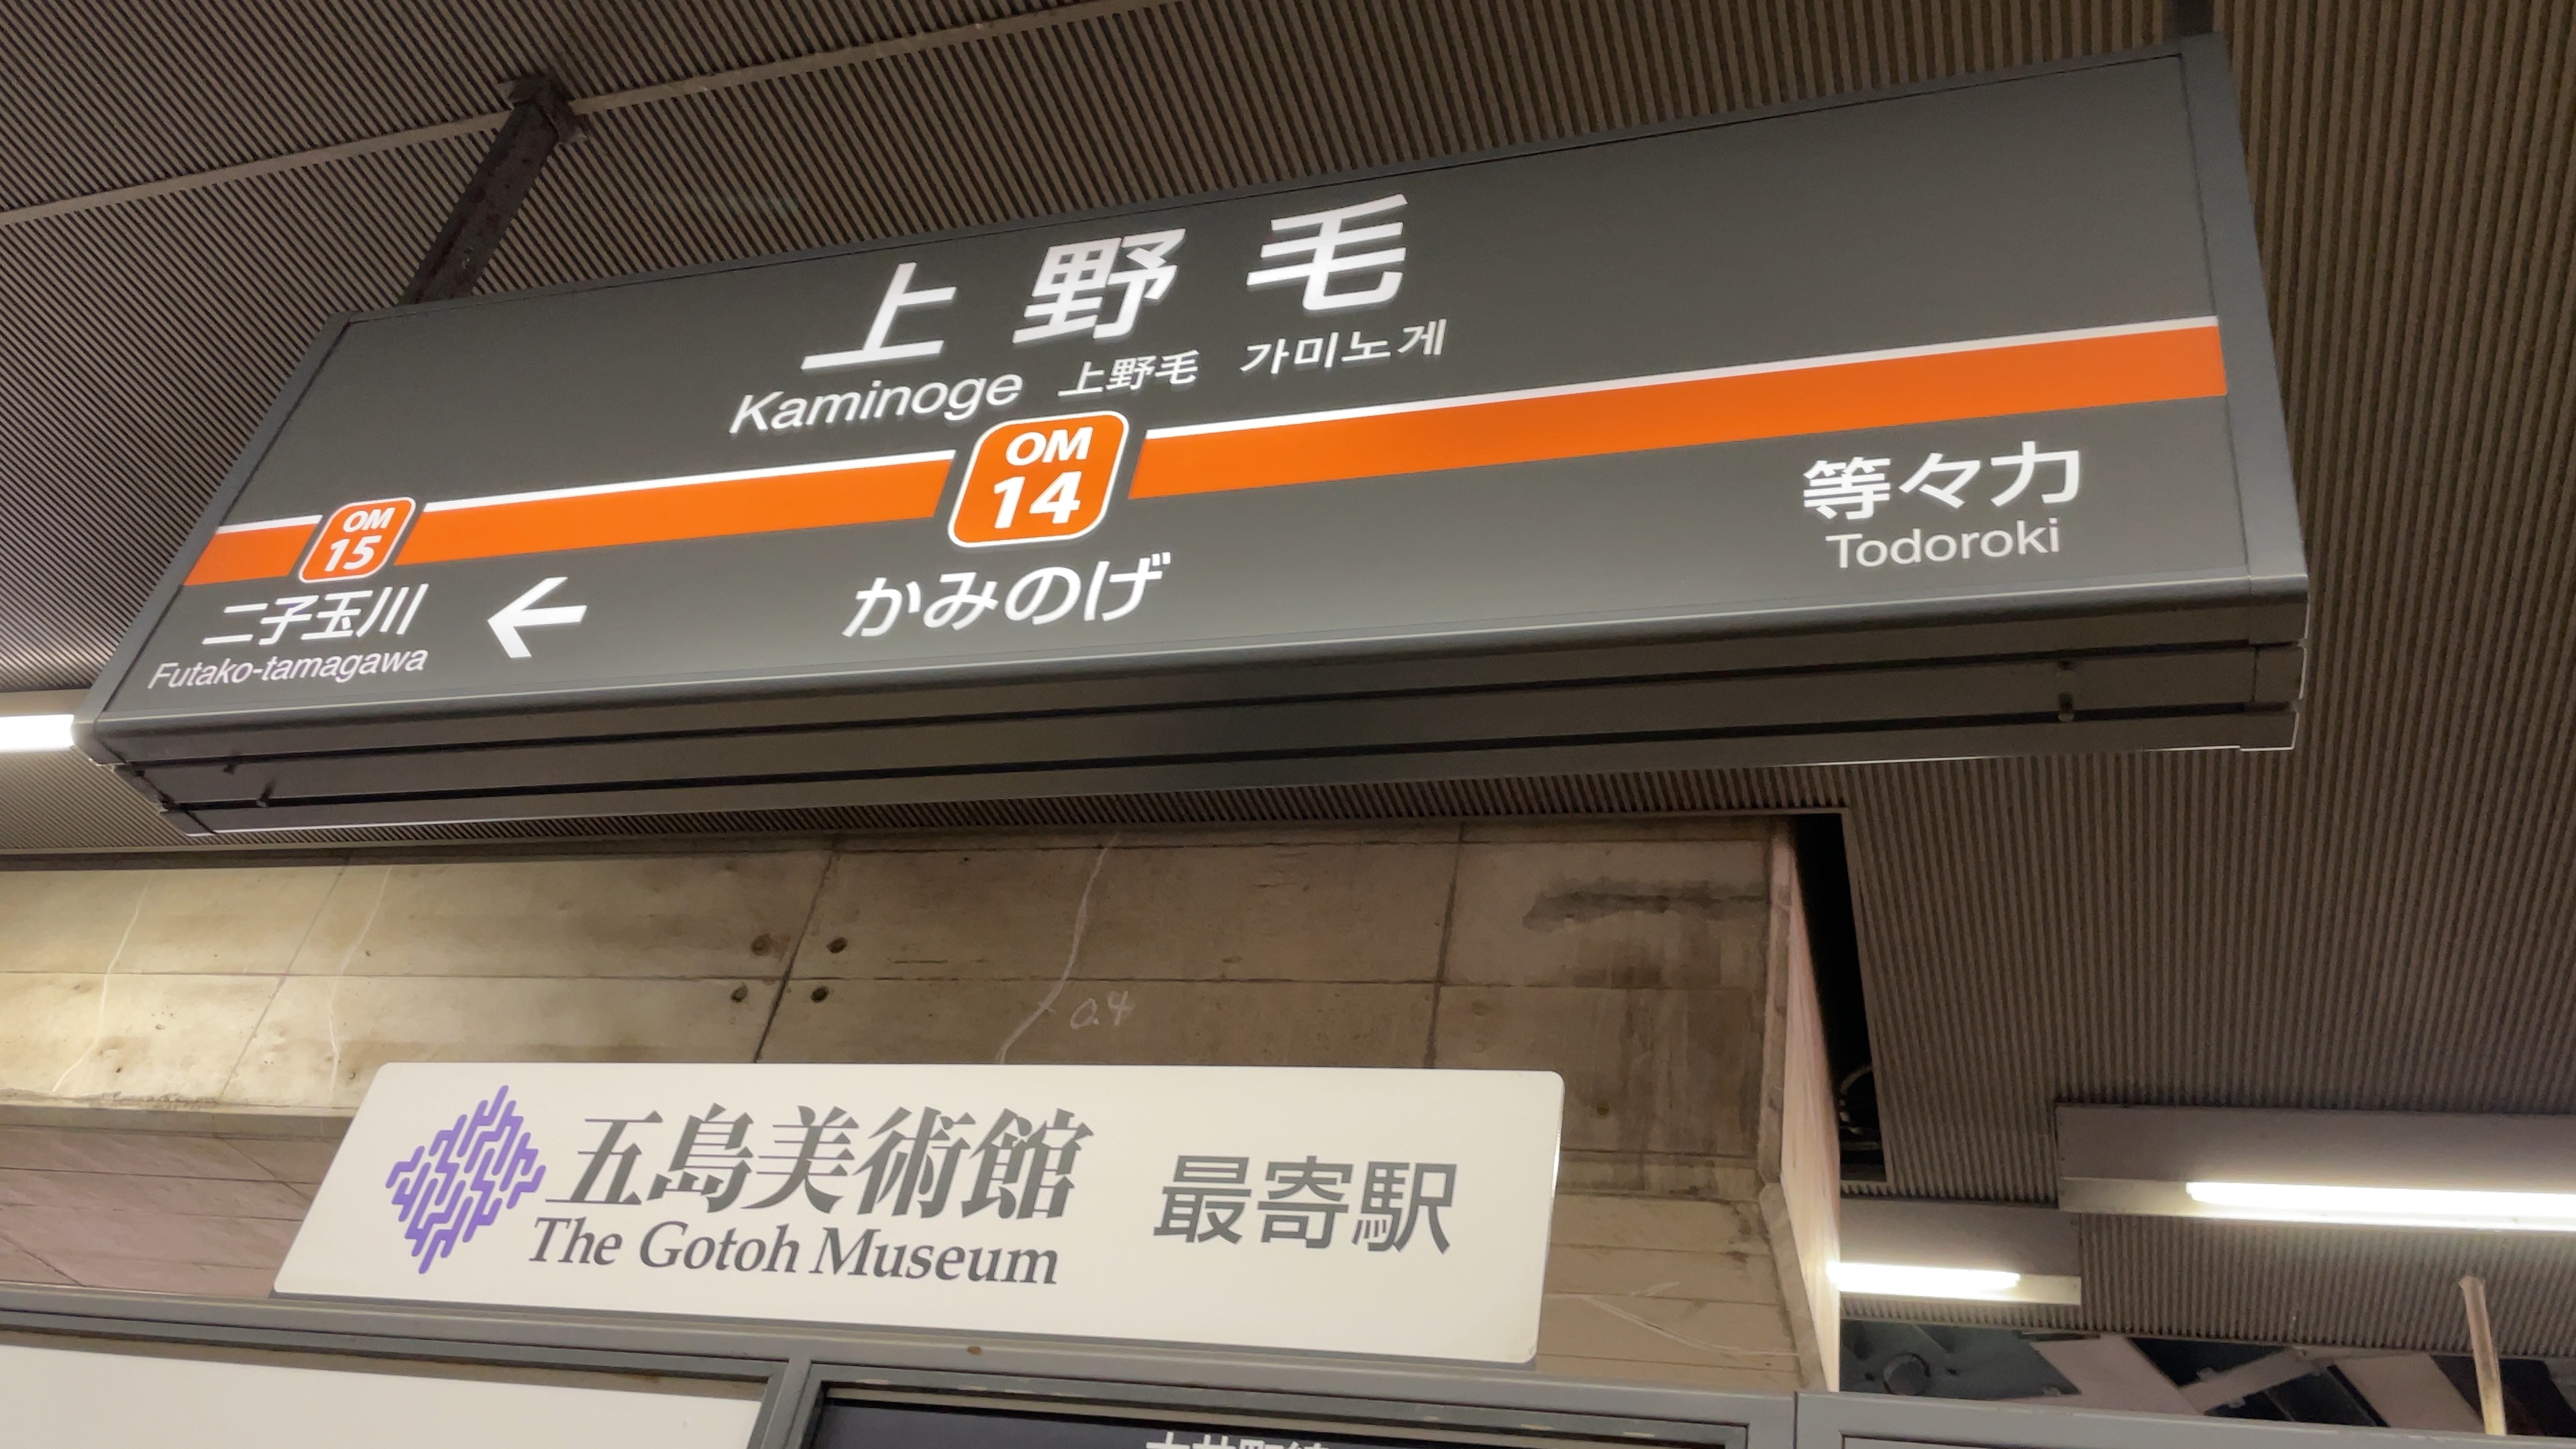 上野毛
Kaminoge 上野毛 가미노게
OM
14
かみのげ
OM
15
二子玉川
Futako-tamagawa
←
等々力
Todoroki
0.4
五島美術館 最寄駅
The Gotoh Museum